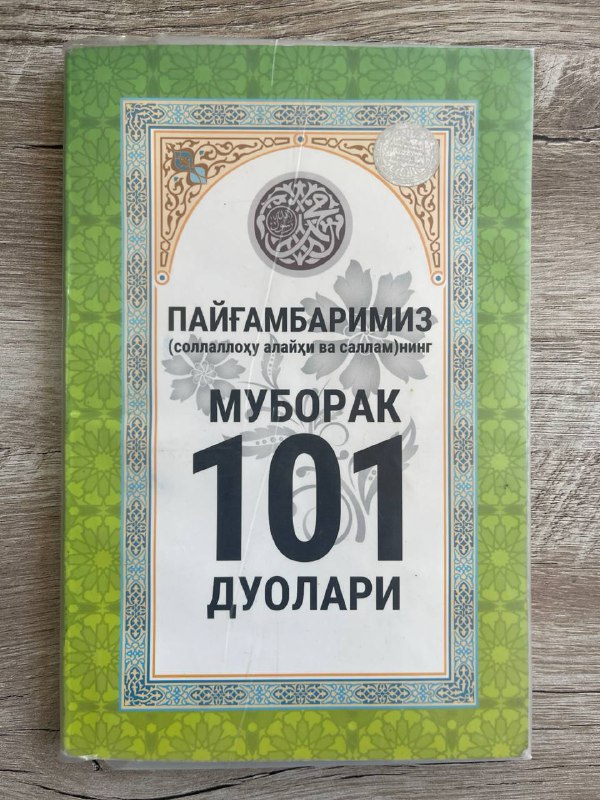 ПАЙҒАМБАРИМИЗ
(соллаллоҳу алайҳи ва саллам)нинг
МУБОРАК
101
ДУОЛАРИ